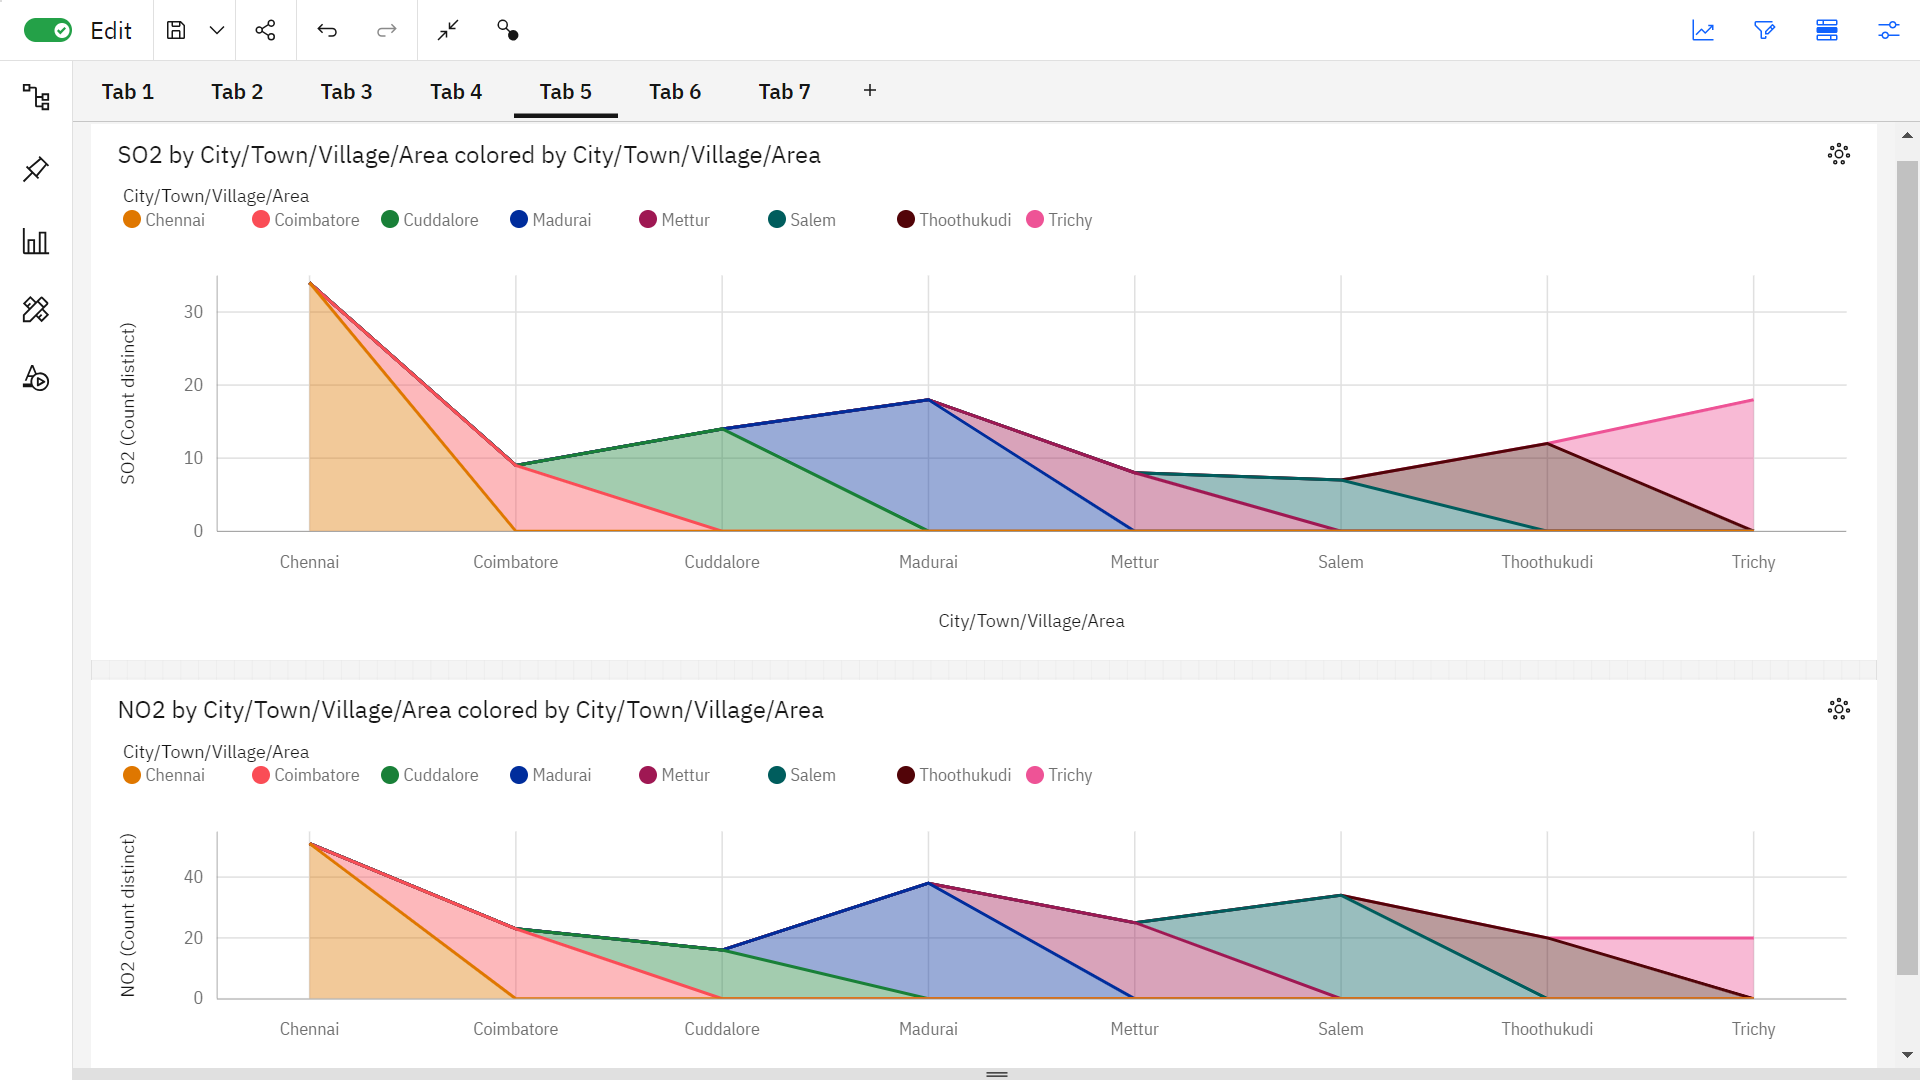 Edit
Tab 1 Tab 2 Tab 3 Tab 4 Tab 5 Tab 6 Tab 7 +
SO2 by City/Town/Village/Area colored by City/Town/Village/Area
City/Town/Village/Area
Chennai Coimbatore Cuddalore Madurai Mettur Salem Thoothukudi Trichy
SO2 (Count distinct)
30
20
10
0
Chennai Coimbatore Cuddalore Madurai Mettur Salem Thoothukudi Trichy
City/Town/Village/Area
NO2 by City/Town/Village/Area colored by City/Town/Village/Area
City/Town/Village/Area
Chennai Coimbatore Cuddalore Madurai Mettur Salem Thoothukudi Trichy
NO2 (Count distinct)
40
20
0
Chennai Coimbatore Cuddalore Madurai Mettur Salem Thoothukudi Trichy